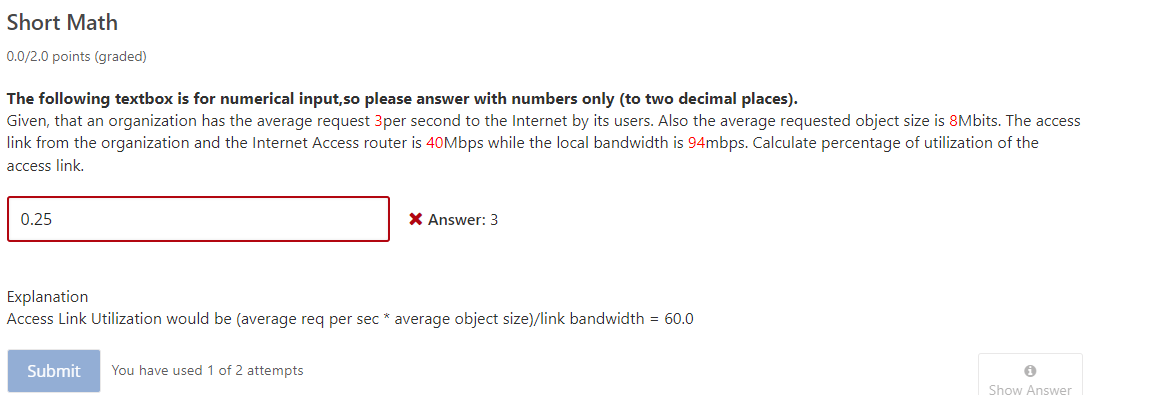 Short Math
0.0/2.0 points (graded)
The following textbox is for numerical input,so please answer with numbers only (to two decimal places).
Given, that an organization has the average request 3per second to the Internet by its users. Also the average requested object size is 8Mbits. The access
link from the organization and the Internet Access router is 40Mbps while the local bandwidth is 94mbps. Calculate percentage of utilization of the
access link.
0.25
Answer: 3
Explanation
Access Link Utilization would be (average req per sec * average object size)/link bandwidth = 60.0
Submit
You have used 1 of 2 attempts
Show Answer